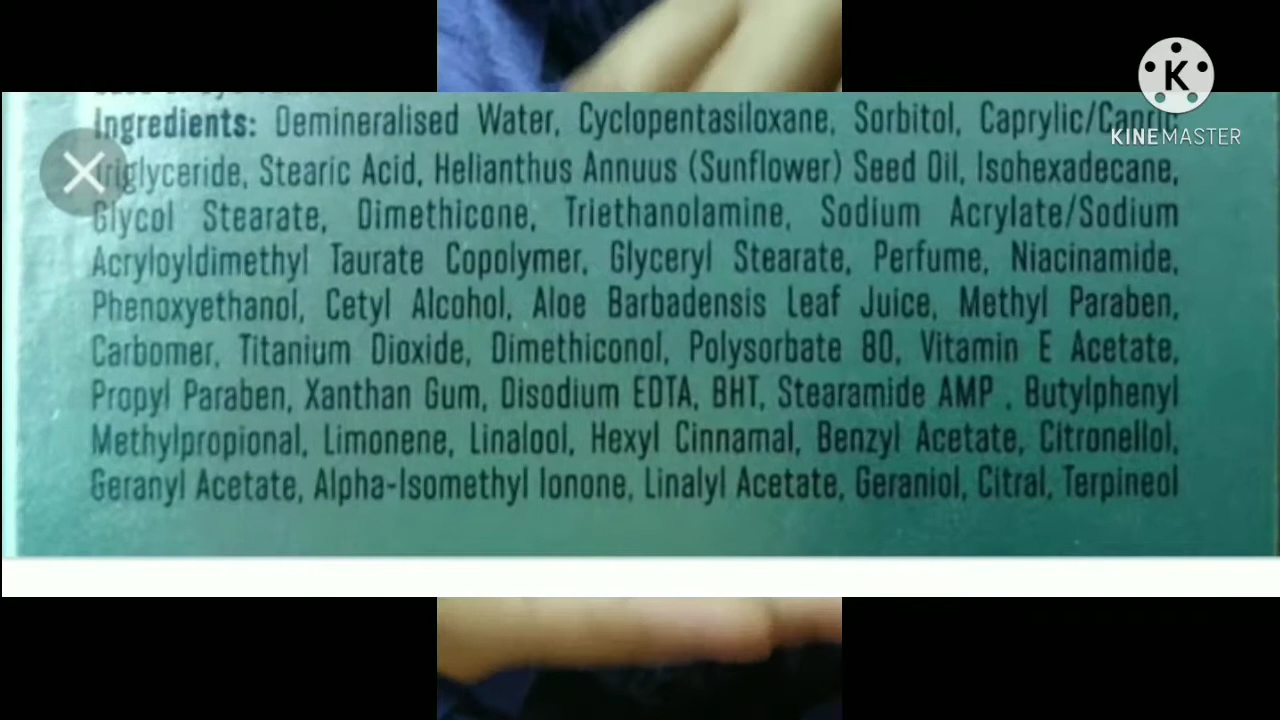 Ingredients: Demineralised Water, Cyclopentasiloxane, Sorbitol, Caprylic/Capric
Triglyceride, Stearic Acid, Helianthus Annuus (Sunflower) Seed Oil, Isohexadecane,
Glycol Stearate, Dimethicone, Triethanolamine, Sodium Acrylate/Sodium
Acryloyldimethyl Taurate Copolymer, Glyceryl Stearate, Perfume, Niacinamide,
Phenoxyethanol, Cetyl Alcohol, Aloe Barbadensis Leaf Juice, Methyl Paraben,
Carbomer, Titanium Dioxide, Dimethiconol, Polysorbate 80, Vitamin E Acetate,
Propyl Paraben, Xanthan Gum, Disodium EDTA, BHT, Stearamide AMP , Butylphenyl
Methylpropional, Limonene, Linalool, Hexyl Cinnamal, Benzyl Acetate, Citronellol,
Geranyl Acetate, Alpha-Isomethyl Ionone, Linalyl Acetate, Geraniol, Citral, Terpineol
K
KINEMASTER